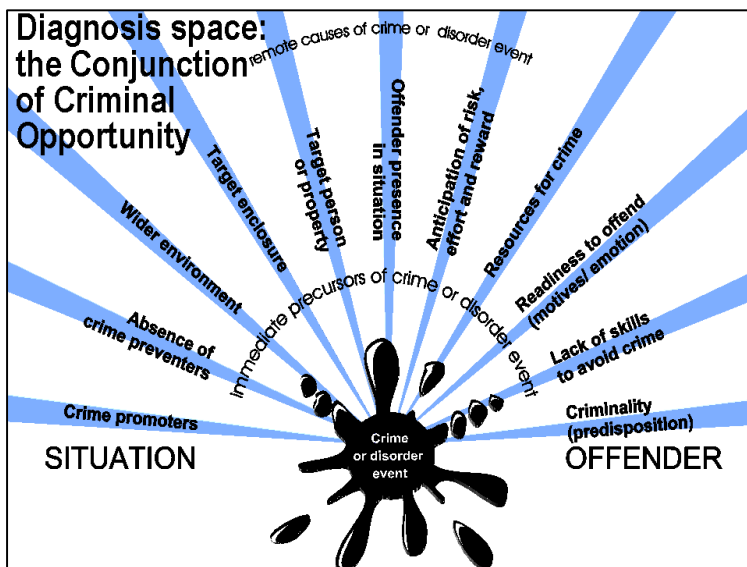 Diagnosis space:
the Conjunction
of Criminal
Opportunity
remote causes of crime or disorder event
Crime promoters
Absence of
crime preventers
Wider environment
Target enclosure
Target person
or property
Offender presence
in situation
Anticipation of risk,
effort and reward
Resources for crime
Readiness to offend
(motives/ emotion)
Lack of skills
to avoid crime
Criminality
(predisposition)
Immediate precursors of crime or disorder event
SITUATION
Crime
or disorder
event
OFFENDER